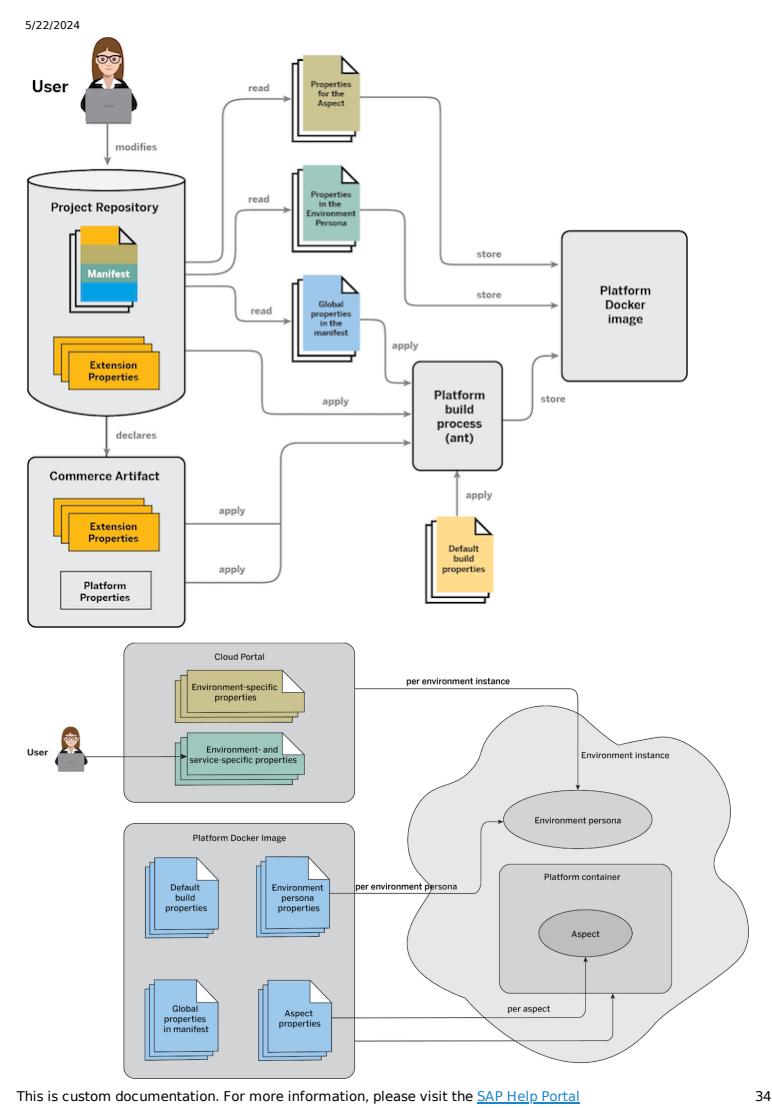 5/22/2024
User
modifies
Project Repository
Manifest
Extension
Properties
declares
Commerce Artifact
Extension
Properties
Platform
Properties
read
Properties
for the
Aspect
read
Properties
in the
Environment
Persona
read
Global
properties
in the
manifest
apply
apply
apply
apply
store
store
store
Platform
Docker
image
Platform
build
process
(ant)
apply
Default
build
properties
Cloud Portal
Environment-specific
properties
Environment- and
service-specific properties
User
per environment instance
Environment instance
Environment persona
Platform container
Aspect
Platform Docker Image
Default
build
properties
Environment
persona
properties
per environment persona
Global
properties
in manifest
Aspect
properties
per aspect
This is custom documentation. For more information, please visit the SAP Help Portal
34